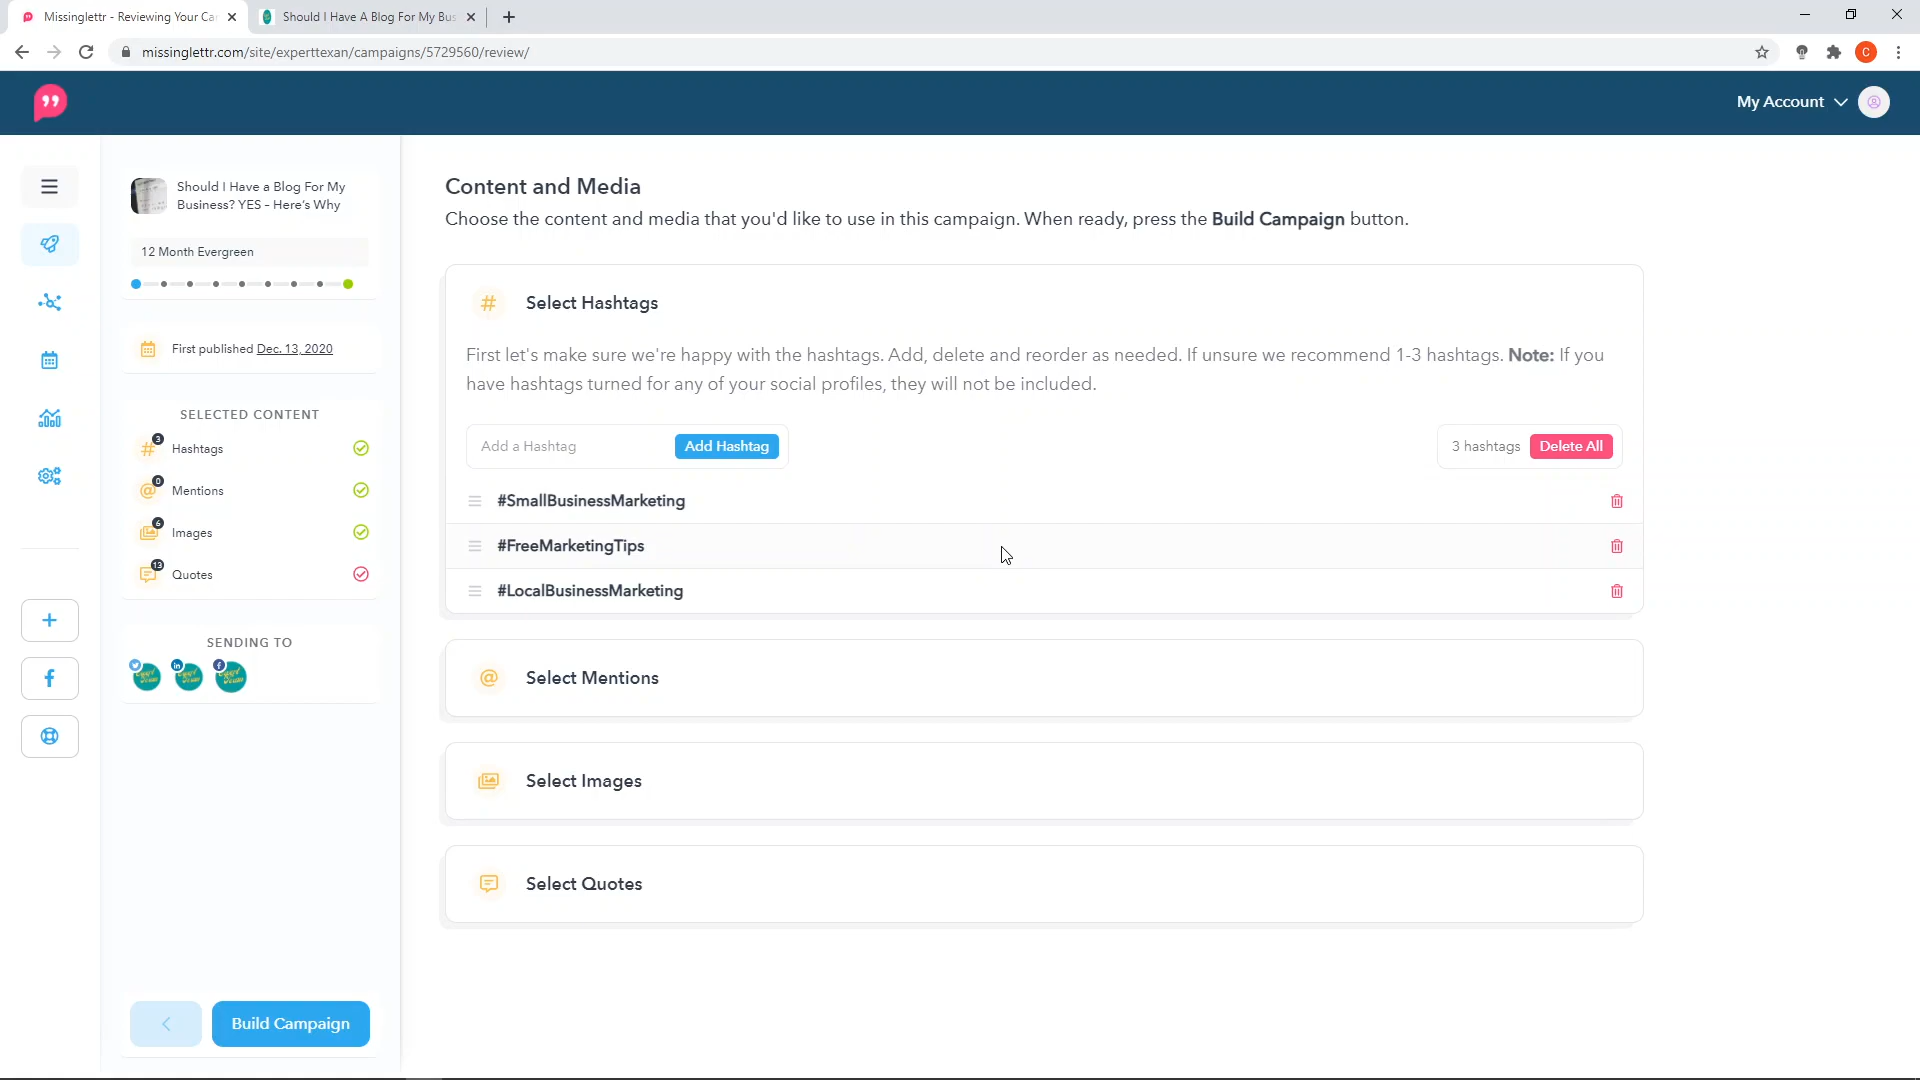 Missinglettr - Reviewing Your Ca
Should I Have A Blog For My Bus
missinglettr.com/site/experttexan/campaigns/5729560/review/
C
My Account
Should I Have a Blog For My
Business? YES – Here's Why
12 Month Evergreen
First published Dec. 13, 2020
SELECTED CONTENT
3
Hashtags
0
Mentions
6
Images
13
Quotes
SENDING TO
Build Campaign
Content and Media
Choose the content and media that you'd like to use in this campaign. When ready, press the Build Campaign button.
# Select Hashtags
First let's make sure we're happy with the hashtags. Add, delete and reorder as needed. If unsure we recommend 1-3 hashtags. Note: If you
have hashtags turned for any of your social profiles, they will not be included.
Add a Hashtag Add Hashtag 3 hashtags Delete All
#SmallBusinessMarketing
#FreeMarketingTips
#LocalBusinessMarketing
@ Select Mentions
Select Images
Select Quotes